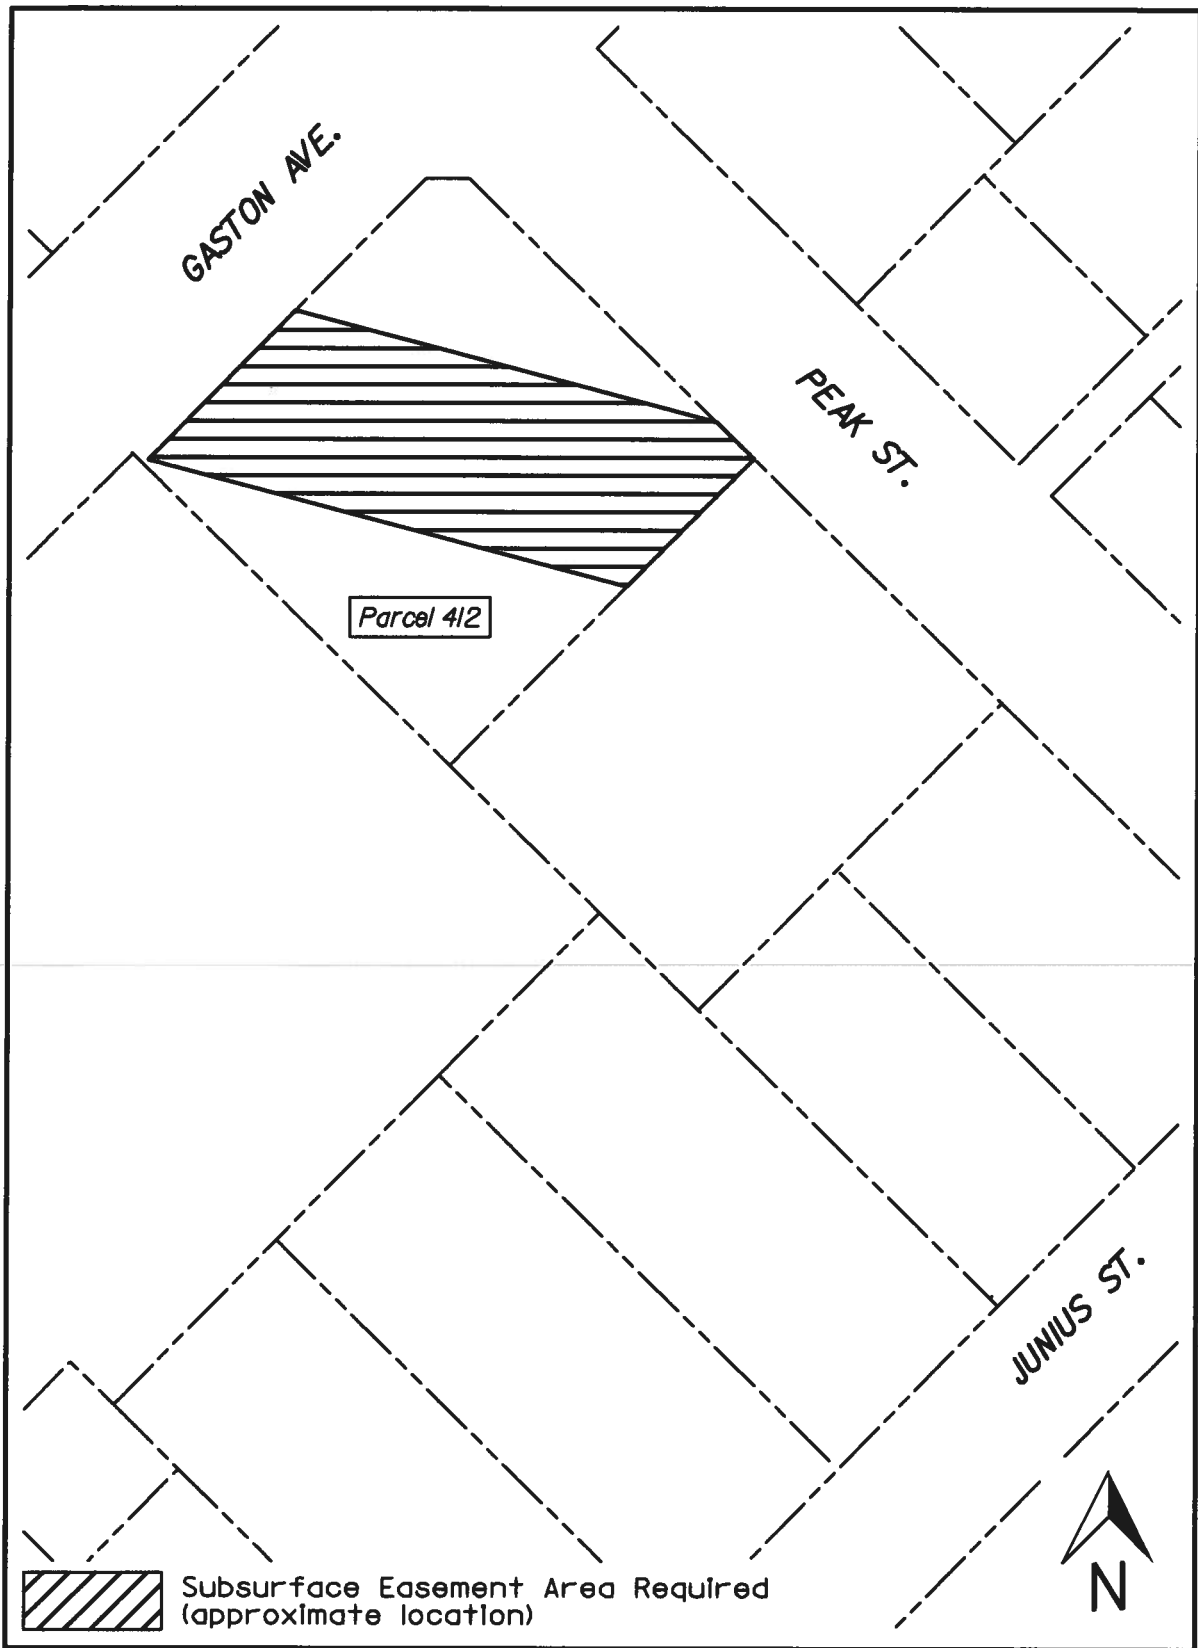 GASTON AVE.
PEAK ST.
Parcel 412
JUNIUS ST.
N
Subsurface Easement Area Required
(approximate location)